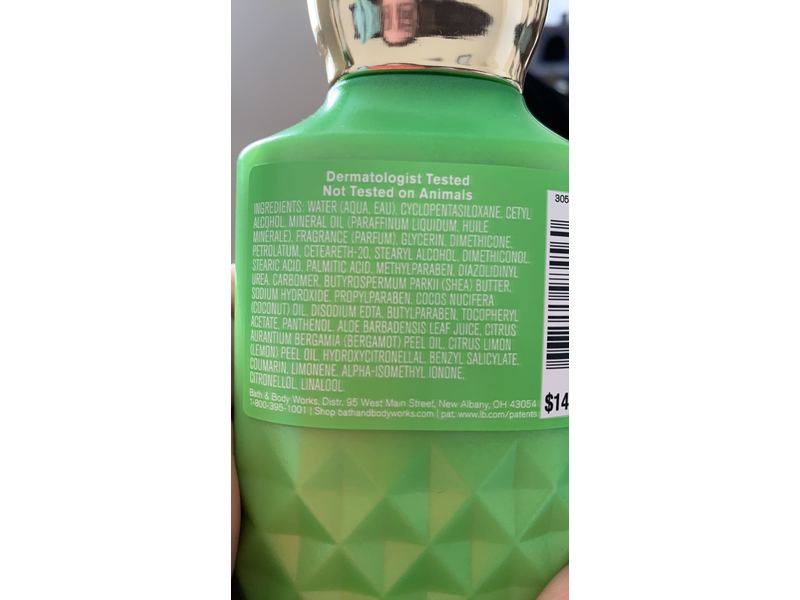 Dermatologist Tested
Not Tested on Animals
INGREDIENTS: WATER (AQUA, EAU), CYCLOPENTASILOXANE, CETYL
ALCOHOL, MINERAL OIL (PARAFFINUM LIQUIDUM, HUILE
MINÉRALE), FRAGRANCE (PARFUM), GLYCERIN, DIMETHICONE,
PETROLATUM, CETEARETH-20, STEARYL ALCOHOL, DIMETHICONOL,
STEARIC ACID, PALMITIC ACID, METHYLPARABEN, DIAZOLIDINYL
UREA, CARBOMER, BUTYROSPERMUM PARKII (SHEA) BUTTER,
SODIUM HYDROXIDE, PROPYLPARABEN, COCOS NUCIFERA
(COCONUT) OIL, DISODIUM EDTA, BUTYLPARABEN, TOCOPHERYL
ACETATE, PANTHENOL, ALOE BARBADENSIS LEAF JUICE, CITRUS
AURANTIUM BERGAMIA (BERGAMOT) PEEL OIL, CITRUS LIMON
(LEMON) PEEL OIL, HYDROXYCITRONELLAL, BENZYL SALICYLATE,
COUMARIN, LIMONENE, ALPHA-ISOMETHYL IONONE,
CITRONELLOL, LINALOOL.
Bath & Body Works, Distr. 95 West Main Street, New Albany, OH 43054
1-800-395-1001 | Shop bathandbodyworks.com | pat. www.lb.com/patents
305
$14